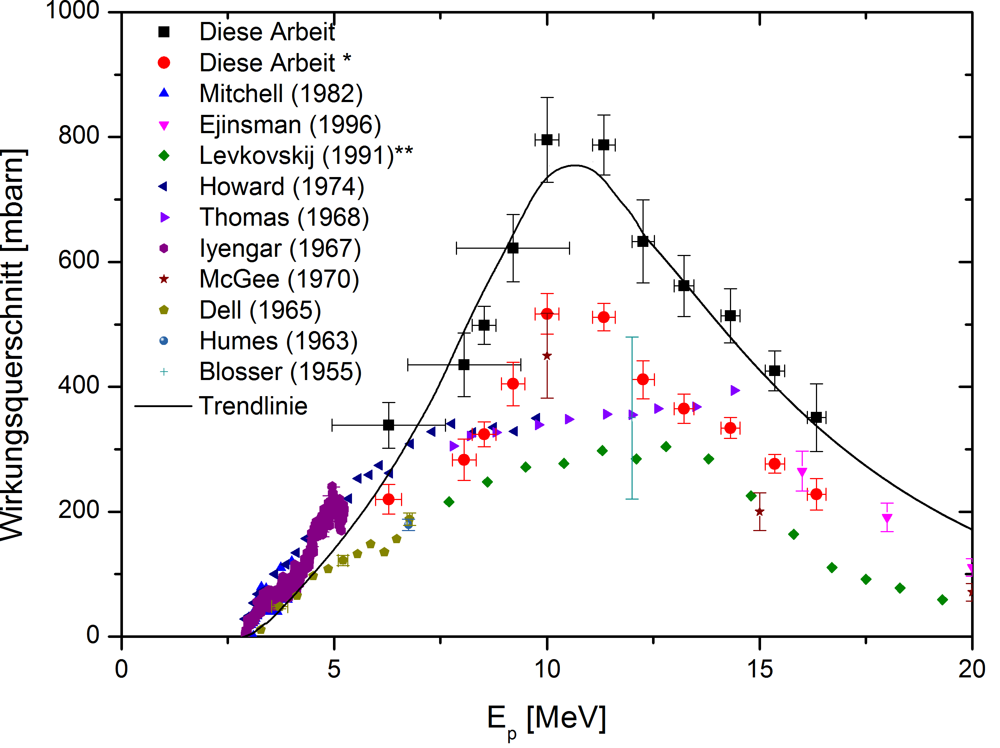 Wirkungsquerschnitt [mbarn]
1000
800
600
400
200
0
Diese Arbeit
Diese Arbeit *
Mitchell (1982)
Ejinsman (1996)
Levkovskij (1991)**
Howard (1974)
Thomas (1968)
Iyengar (1967)
McGee (1970)
Dell (1965)
Humes (1963)
Blosser (1955)
Trendlinie
0 5 10 15 20
Ep [MeV]